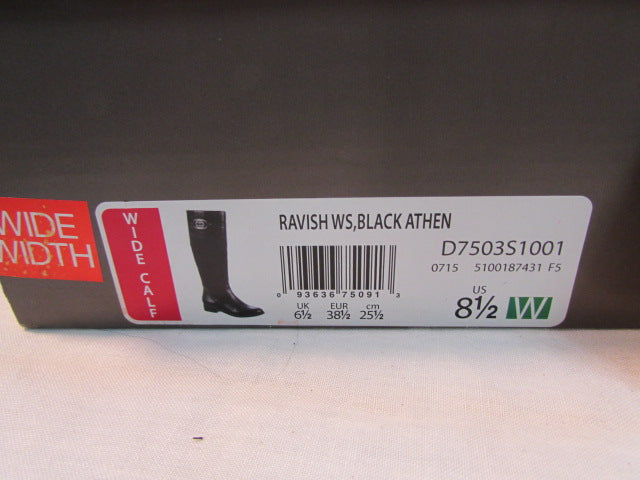 WIDE
WIDTH
WIDE CALF
RAVISH WS,BLACK ATHEN
D7503S1001
0715 5100187431 F5
0 93636 75091 3
UK EUR cm
6½ 38½ 25½
US
8½ W